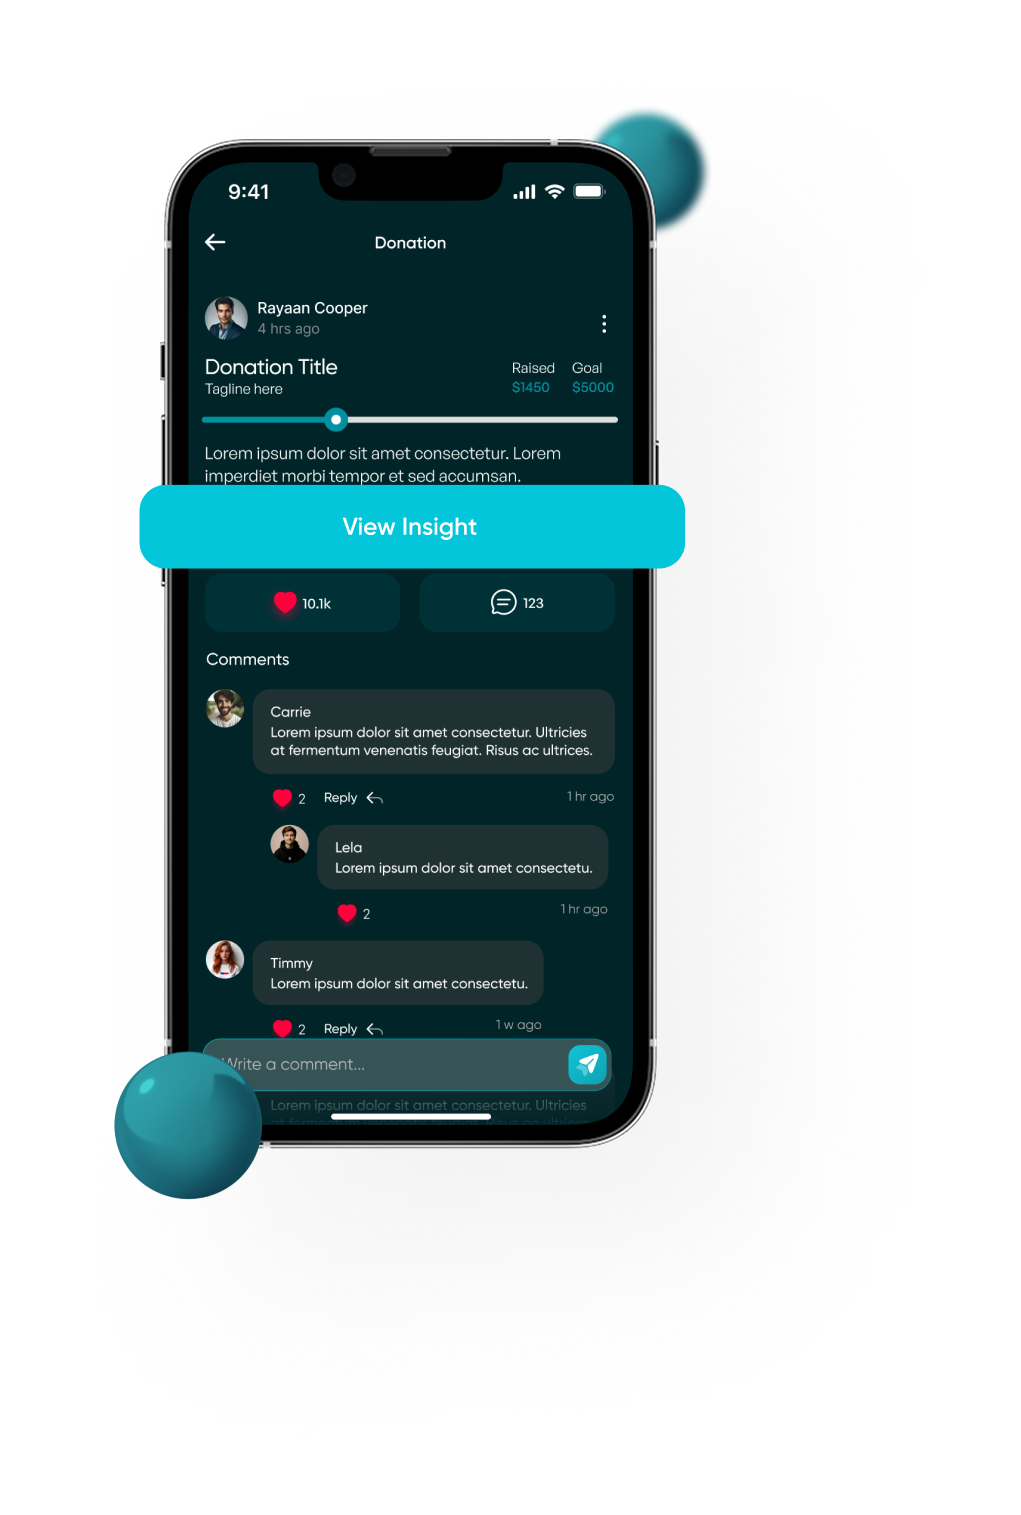 9:41
Donation
Rayaan Cooper
4 hrs ago
Donation Title
Tagline here
Raised Goal
$1450 $5000
Lorem ipsum dolor sit amet consectetur. Lorem
imperdiet morbi tempor et sed accumsan.
View Insight
10.1k
123
Comments
Carrie
Lorem ipsum dolor sit amet consectetur. Ultricies
at fermentum venenatis feugiat. Risus ac ultrices.
2 Reply 1 hr ago
Lela
Lorem ipsum dolor sit amet consectetu.
2 1 hr ago
Timmy
Lorem ipsum dolor sit amet consectetu.
2 Reply 1 w ago
Write a comment...
Lorem ipsum dolor sit amet consectetur. Ultricies